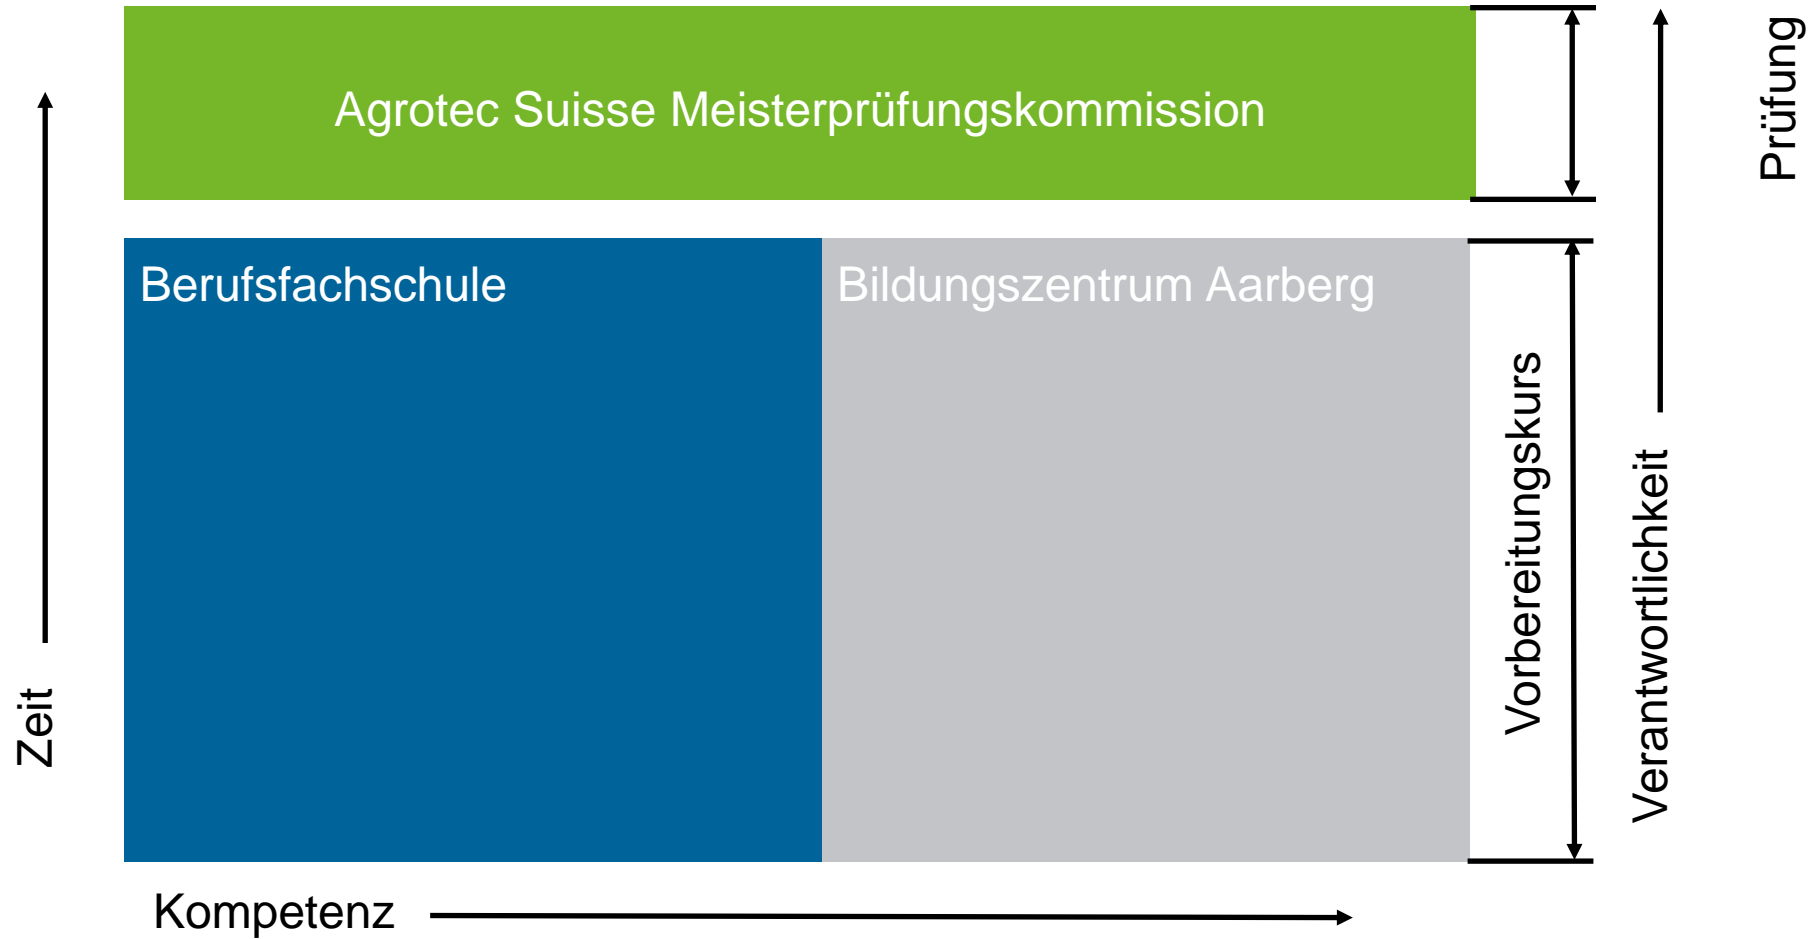 Agrotec Suisse Meisterprüfungskommission
Prüfung
Berufsfachschule
Bildungszentrum Aarberg
Vorbereitungskurs
Verantwortlichkeit
Zeit
Kompetenz